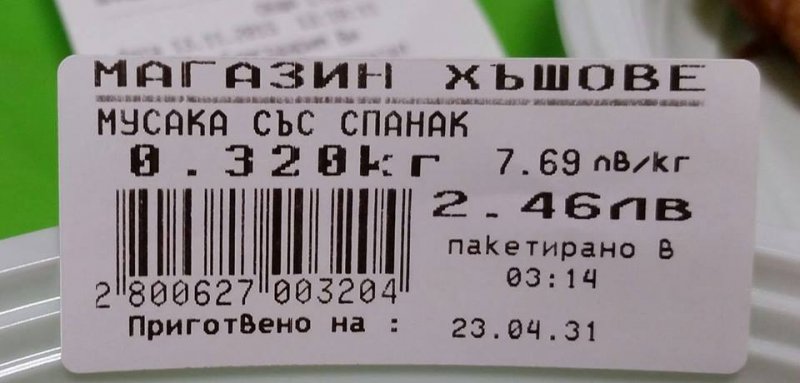 МАГАЗИН ХЪШОВЕ
МУСАКА СЪС СПАНАК
0.320kг 7.69 лв/кг
2.46лв
пакетирано в
03:14
2 800627 003204
Приготвено на : 23.04.31